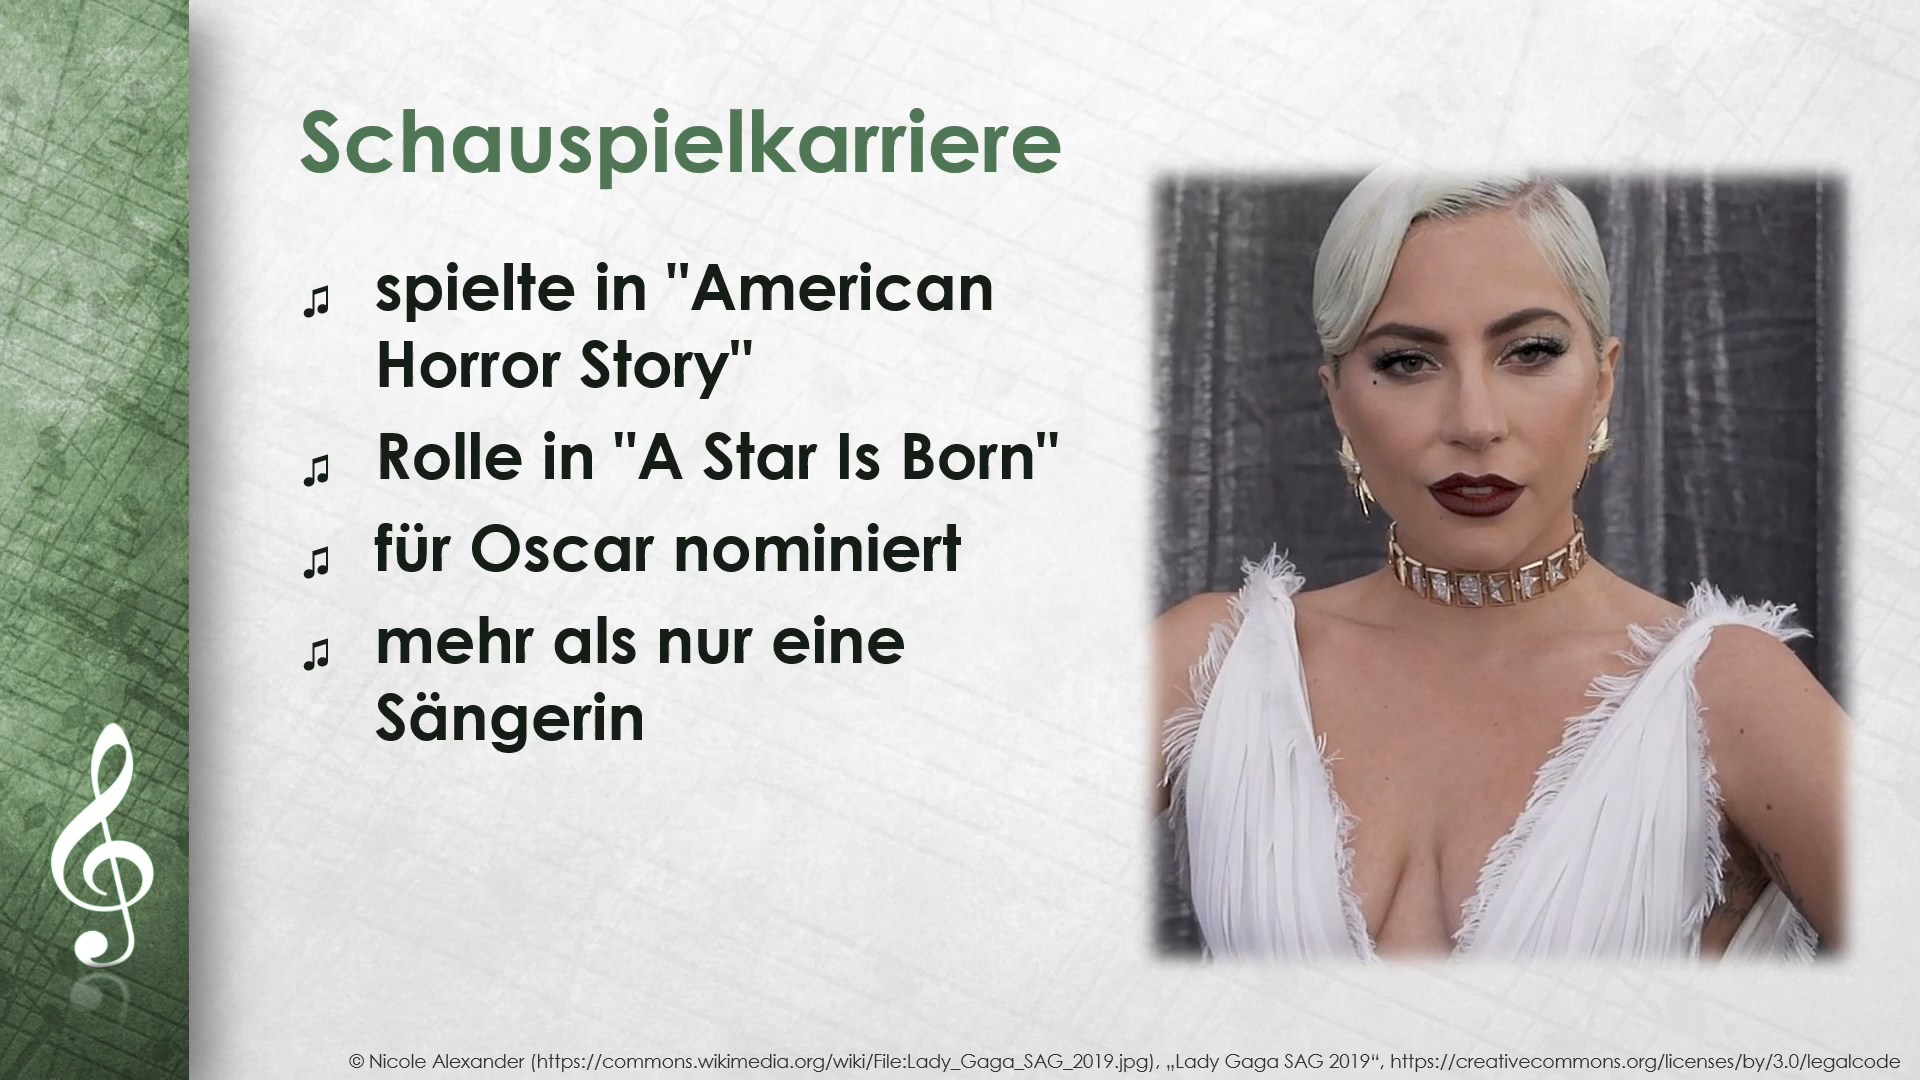 Schauspielkarriere
♫ spielte in "American
Horror Story"
♫ Rolle in "A Star Is Born"
♫ für Oscar nominiert
♫ mehr als nur eine
Sängerin
© Nicole Alexander (https://commons.wikimedia.org/wiki/File:Lady_Gaga_SAG_2019.jpg), „Lady Gaga SAG 2019“, https://creativecommons.org/licenses/by/3.0/legalcode